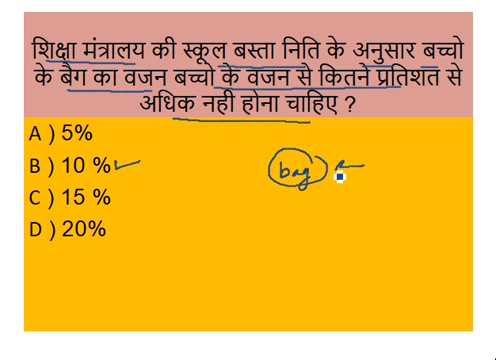 शिक्षा मंत्रालय की स्कूल बस्ता निति के अनुसार बच्चो
के बैग का वजन बच्चो के वजन से कितने प्रतिशत से
अधिक नही होना चाहिए ?
A ) 5%
B ) 10 %
bag
C ) 15 %
D ) 20%